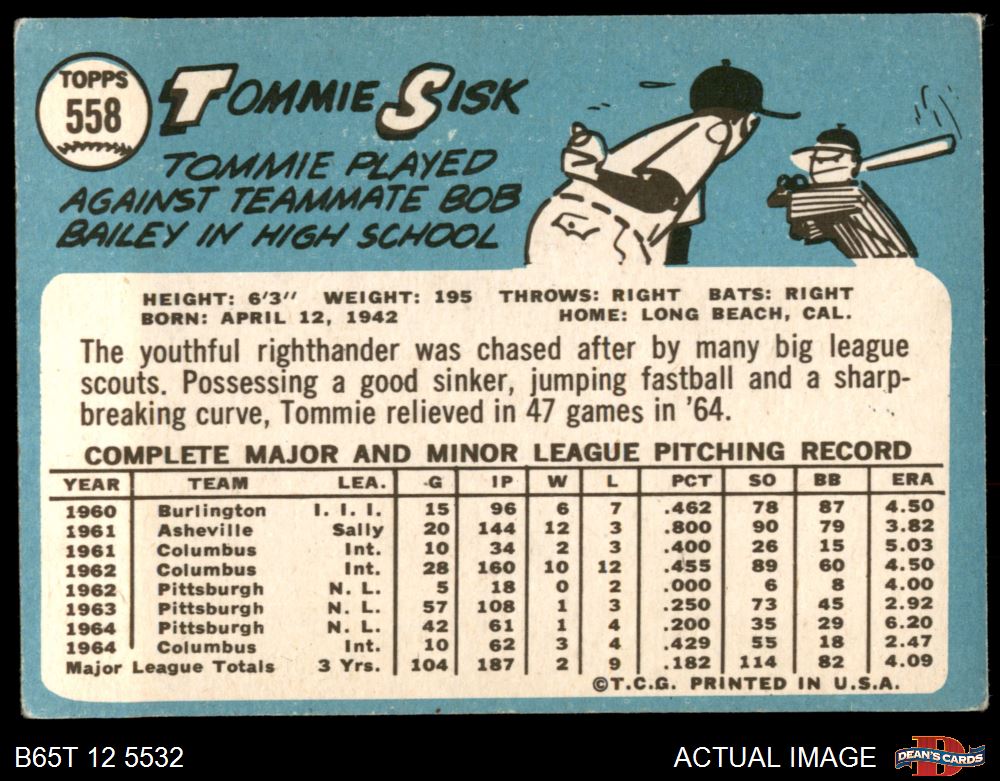 TOPPS
558
TOMMIE SISK
TOMMIE PLAYED
AGAINST TEAMMATE BOB
BAILEY IN HIGH SCHOOL
HEIGHT: 6'3" WEIGHT: 195 THROWS: RIGHT BATS: RIGHT
BORN: APRIL 12, 1942 HOME: LONG BEACH, CAL.
The youthful righthander was chased after by many big league
scouts. Possessing a good sinker, jumping fastball and a sharp-
breaking curve, Tommie relieved in 47 games in '64.
COMPLETE MAJOR AND MINOR LEAGUE PITCHING RECORD
YEAR TEAM LEA. G IP W L PCT SO BB ERA
1960 Burlington I. I. I. 15 96 6 7 .462 78 87 4.50
1961 Asheville Sally 20 144 12 3 .800 90 79 3.82
1961 Columbus Int. 10 34 2 3 .400 26 15 5.03
1962 Columbus Int. 28 160 10 12 .455 89 60 4.50
1962 Pittsburgh N. L. 5 18 0 2 .000 6 8 4.00
1963 Pittsburgh N. L. 57 108 1 3 .250 73 45 2.92
1964 Pittsburgh N. L. 42 61 1 4 .200 35 29 6.20
1964 Columbus Int. 10 62 3 4 .429 55 18 2.47
Major League Totals 3 Yrs. 104 187 2 9 .182 114 82 4.09
©T.C.G. PRINTED IN U.S.A.
B65T 12 5532 ACTUAL IMAGE DEAN'S CARDS